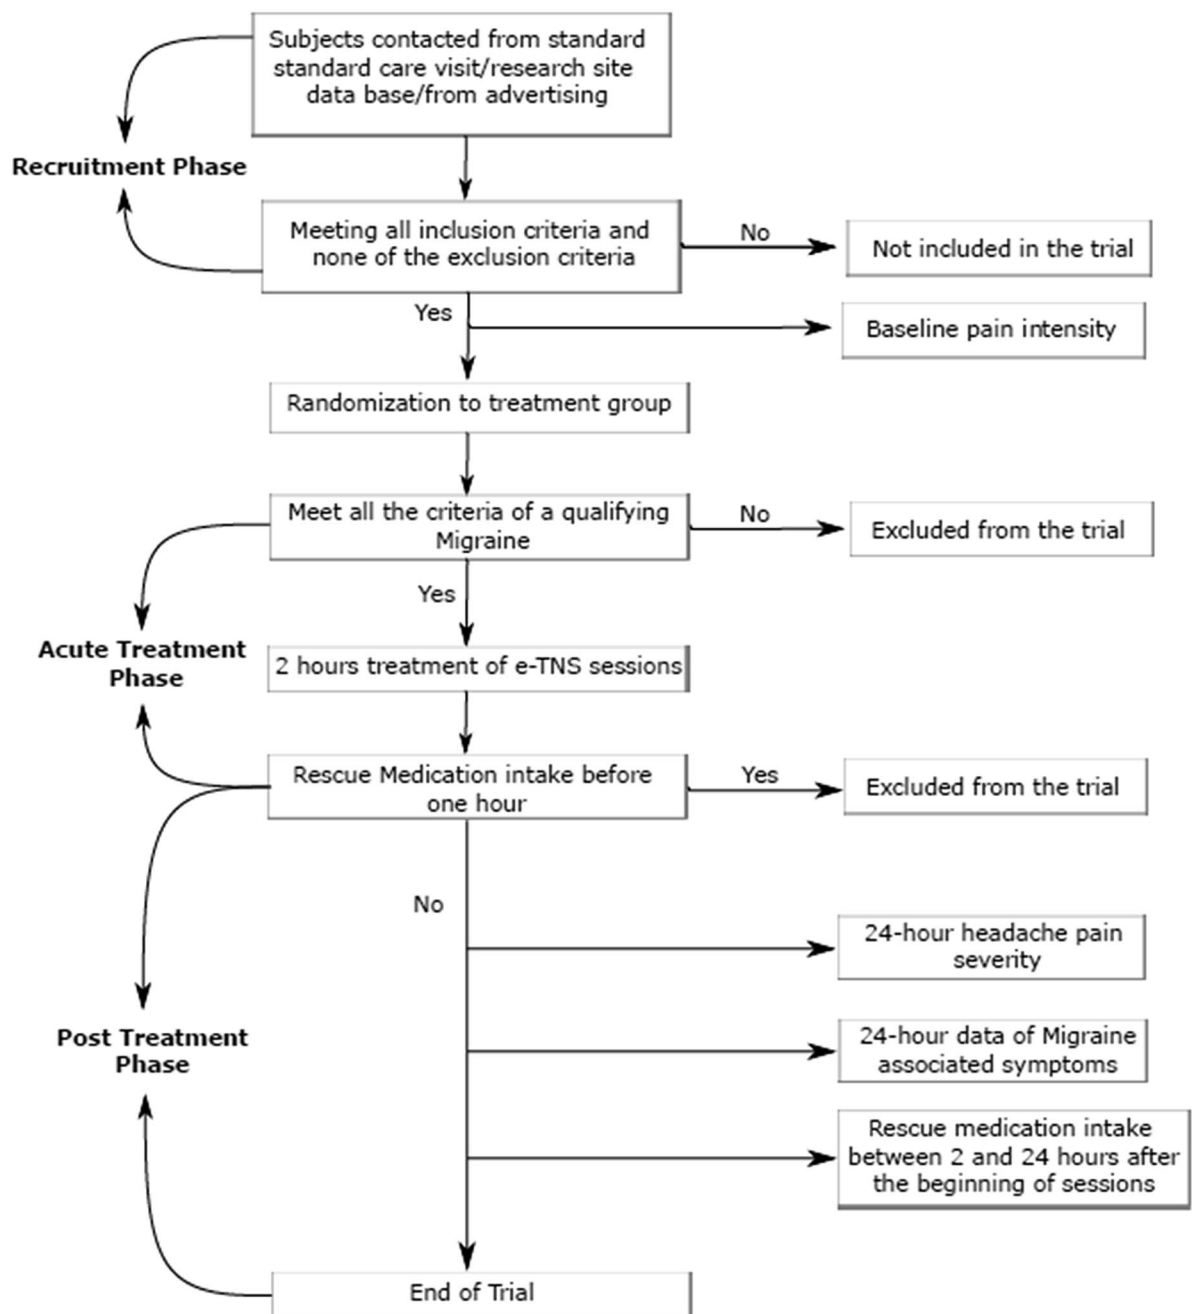 Subjects contacted from standard
standard care visit/research site
data base/from advertising
Recruitment Phase
Meeting all inclusion criteria and
none of the exclusion criteria
No
Not included in the trial
Yes
Baseline pain intensity
Randomization to treatment group
Meet all the criteria of a qualifying
Migraine
No
Excluded from the trial
Yes
Acute Treatment
Phase
2 hours treatment of e-TNS sessions
Rescue Medication intake before
one hour
Yes
Excluded from the trial
No
24-hour headache pain
severity
Post Treatment
Phase
24-hour data of Migraine
associated symptoms
Rescue medication intake
between 2 and 24 hours after
the beginning of sessions
End of Trial